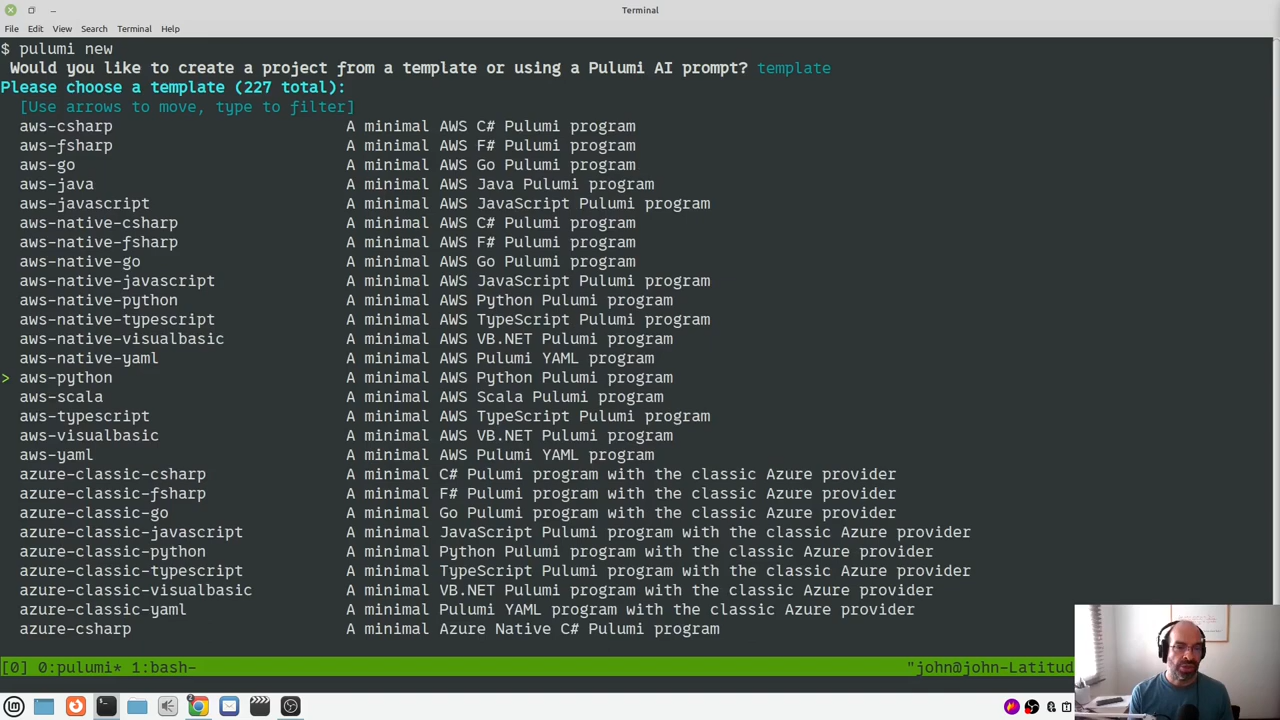 Terminal
File Edit View Search Terminal Help
$ pulumi new
Would you like to create a project from a template or using a Pulumi AI prompt? template
Please choose a template (227 total):
[Use arrows to move, type to filter]
aws-csharp A minimal AWS C# Pulumi program
aws-fsharp A minimal AWS F# Pulumi program
aws-go A minimal AWS Go Pulumi program
aws-java A minimal AWS Java Pulumi program
aws-javascript A minimal AWS JavaScript Pulumi program
aws-native-csharp A minimal AWS C# Pulumi program
aws-native-fsharp A minimal AWS F# Pulumi program
aws-native-go A minimal AWS Go Pulumi program
aws-native-javascript A minimal AWS JavaScript Pulumi program
aws-native-python A minimal AWS Python Pulumi program
aws-native-typescript A minimal AWS TypeScript Pulumi program
aws-native-visualbasic A minimal AWS VB.NET Pulumi program
aws-native-yaml A minimal AWS Pulumi YAML program
> aws-python A minimal AWS Python Pulumi program
aws-scala A minimal AWS Scala Pulumi program
aws-typescript A minimal AWS TypeScript Pulumi program
aws-visualbasic A minimal AWS VB.NET Pulumi program
aws-yaml A minimal AWS Pulumi YAML program
azure-classic-csharp A minimal C# Pulumi program with the classic Azure provider
azure-classic-fsharp A minimal F# Pulumi program with the classic Azure provider
azure-classic-go A minimal Go Pulumi program with the classic Azure provider
azure-classic-javascript A minimal JavaScript Pulumi program with the classic Azure provider
azure-classic-python A minimal Python Pulumi program with the classic Azure provider
azure-classic-typescript A minimal TypeScript Pulumi program with the classic Azure provider
azure-classic-visualbasic A minimal VB.NET Pulumi program with the classic Azure provider
azure-classic-yaml A minimal Pulumi YAML program with the classic Azure provider
azure-csharp A minimal Azure Native C# Pulumi program
[0] 0:pulumi* 1:bash- "john@john-Latitud
2